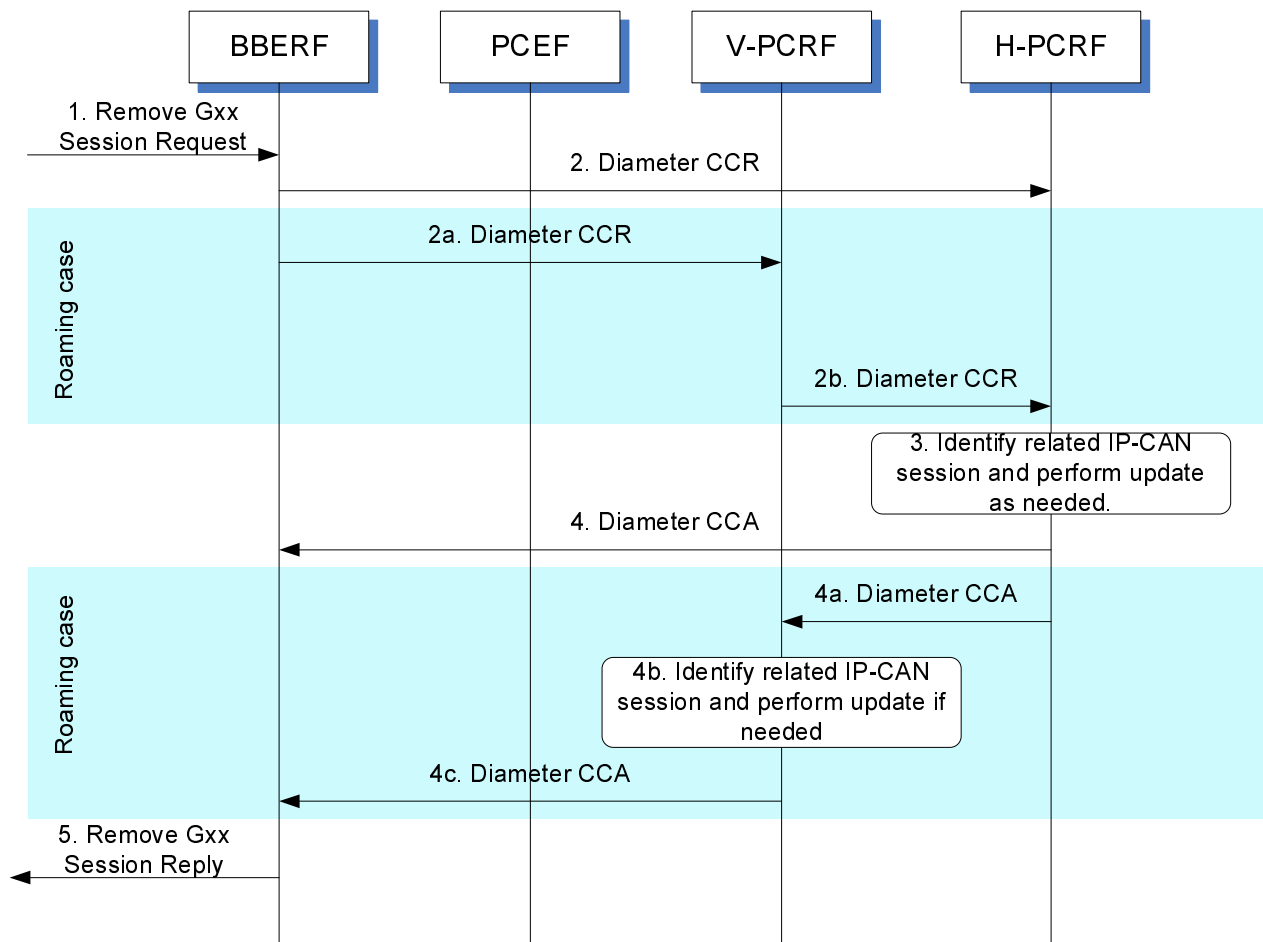 BBERF
PCEF
V-PCRF
H-PCRF
1. Remove Gxx
Session Request
2. Diameter CCR
Roaming case
2a. Diameter CCR
2b. Diameter CCR
3. Identify related IP-CAN
session and perform update
as needed.
4. Diameter CCA
Roaming case
4a. Diameter CCA
4b. Identify related IP-CAN
session and perform update if
needed
4c. Diameter CCA
5. Remove Gxx
Session Reply